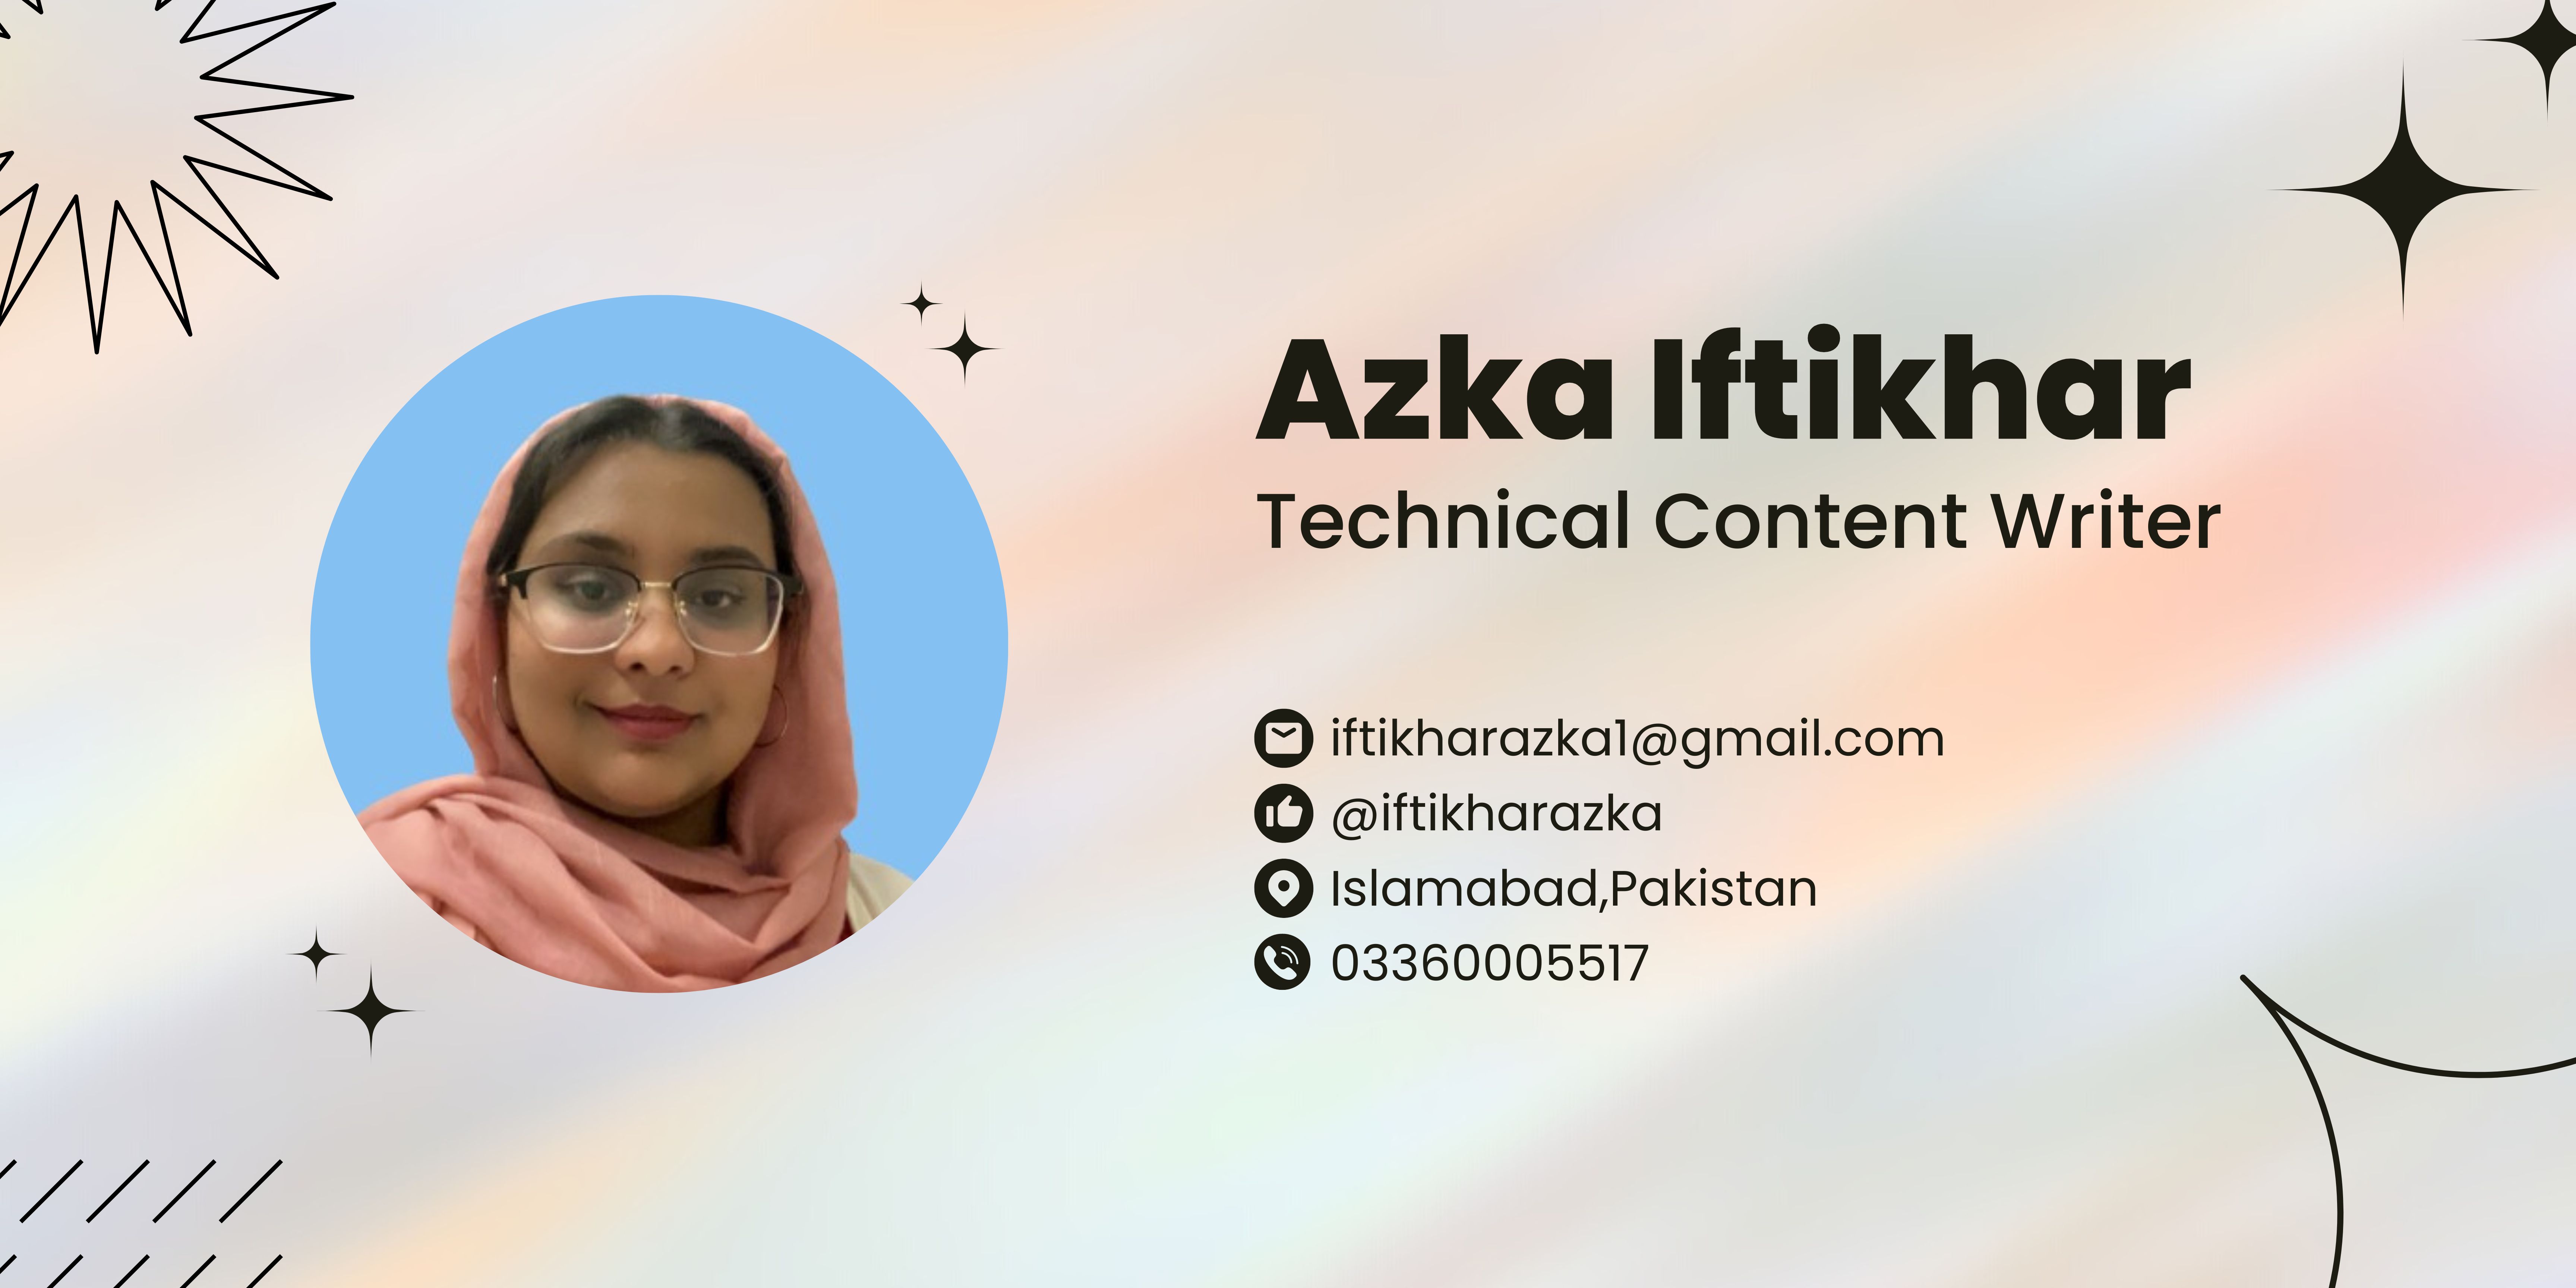 Azka Iftikhar
Technical Content Writer
iftikharazka1@gmail.com
@iftikharazka
Islamabad,Pakistan
03360005517